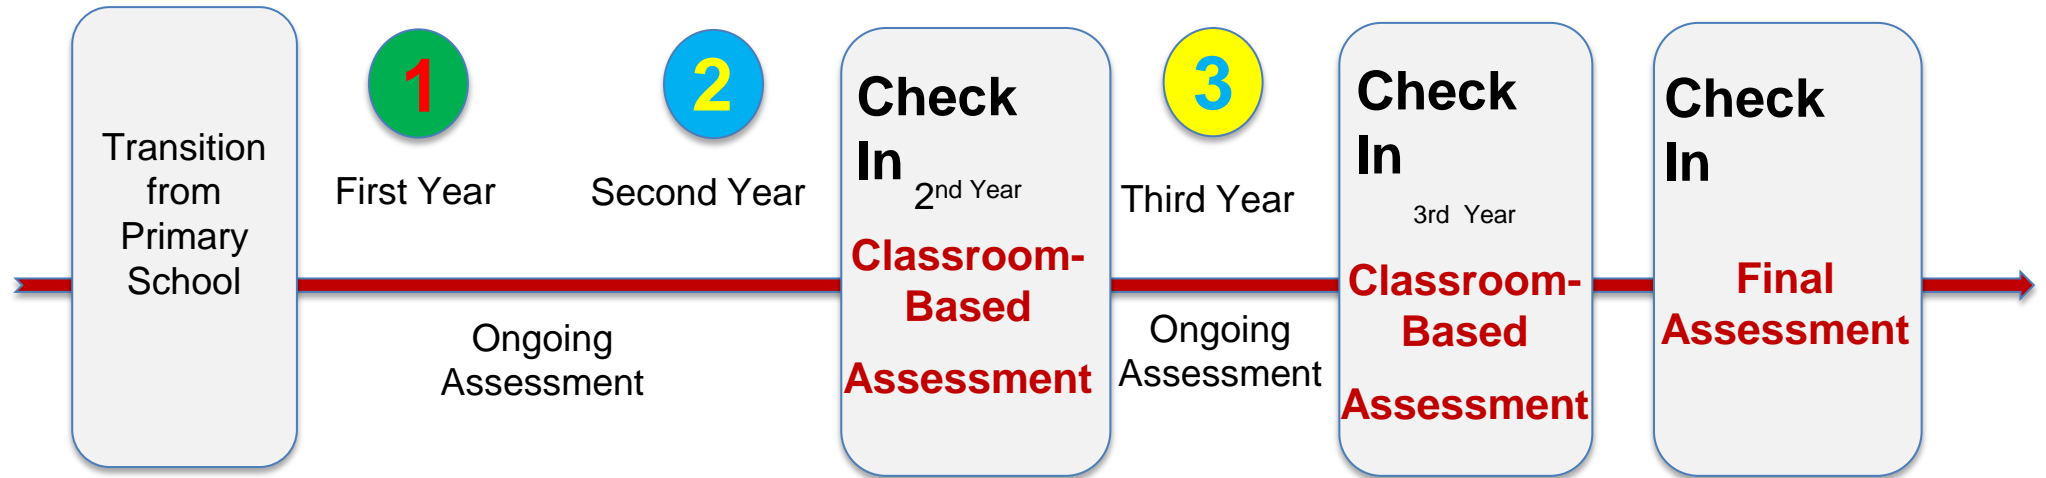 Transition
from
Primary
School
1
First Year
2
Second Year
Ongoing
Assessment
Check
In
2nd Year
Classroom-
Based
Assessment
3
Third Year
Ongoing
Assessment
Check
In
3rd Year
Classroom-
Based
Assessment
Check
In
Final
Assessment